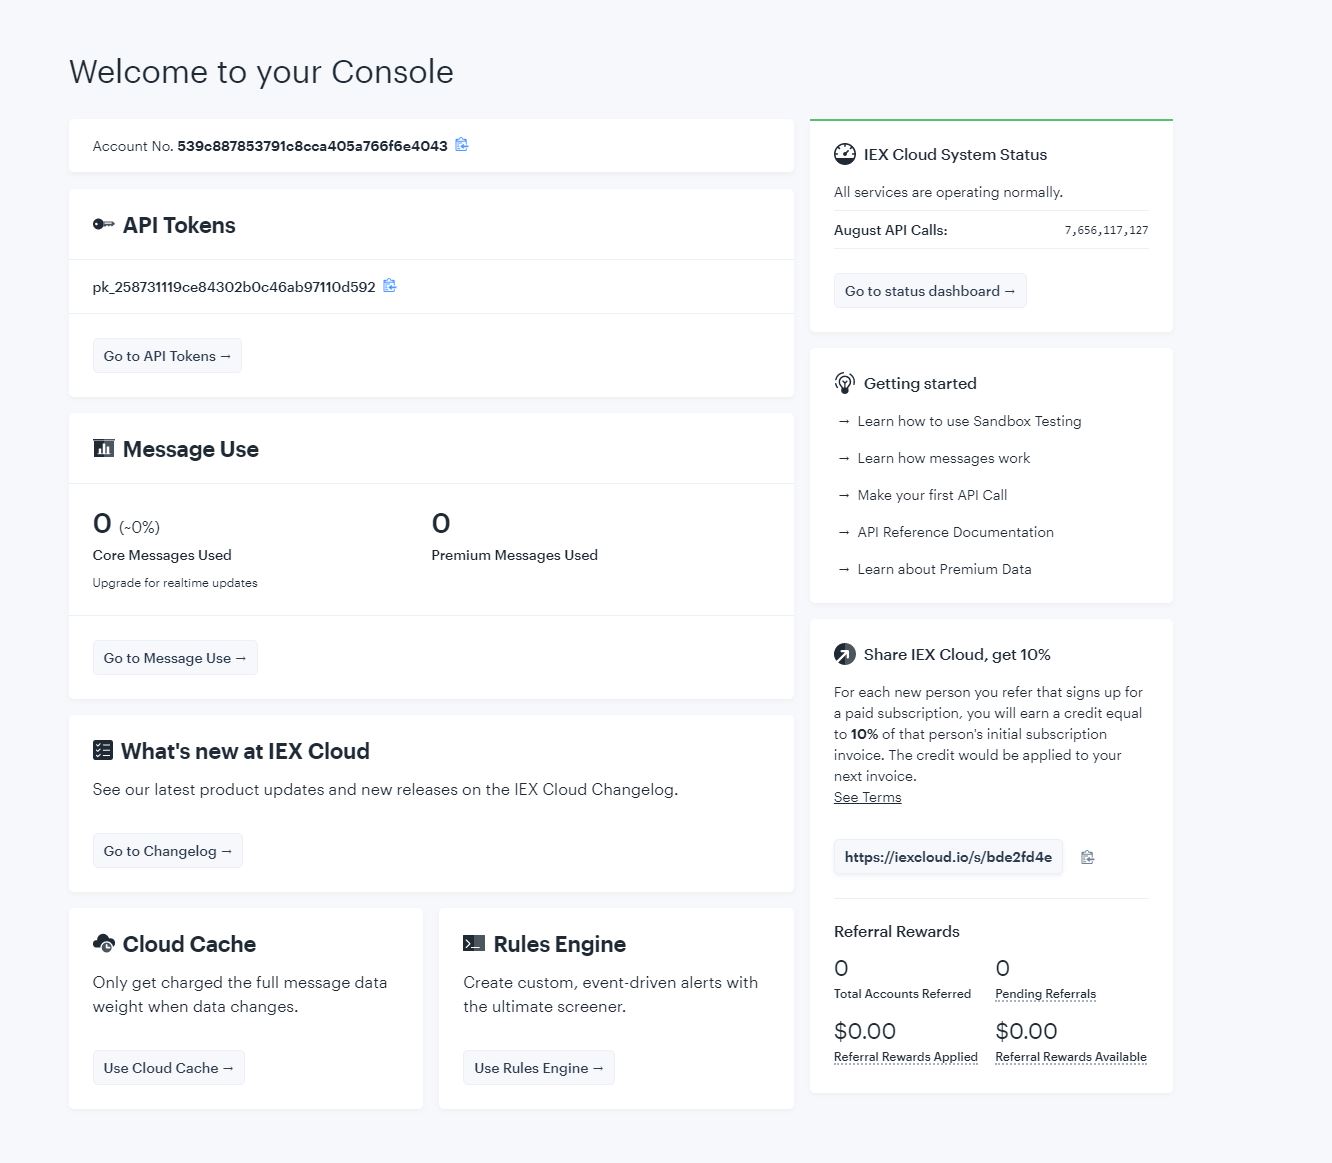 Welcome to your Console
Account No. 539c887853791c8cca405a766f6e4043
API Tokens
pk_258731119ce84302b0c46ab97110d592
Go to API Tokens →
Message Use
0 (~0%)
Core Messages Used
Upgrade for realtime updates
0
Premium Messages Used
Go to Message Use →
What's new at IEX Cloud
See our latest product updates and new releases on the IEX Cloud Changelog.
Go to Changelog →
Cloud Cache
Only get charged the full message data
weight when data changes.
Use Cloud Cache →
Rules Engine
Create custom, event-driven alerts with
the ultimate screener.
Use Rules Engine →
IEX Cloud System Status
All services are operating normally.
August API Calls: 7,656,117,127
Go to status dashboard →
Getting started
→ Learn how to use Sandbox Testing
→ Learn how messages work
→ Make your first API Call
→ API Reference Documentation
→ Learn about Premium Data
Share IEX Cloud, get 10%
For each new person you refer that signs up for
a paid subscription, you will earn a credit equal
to 10% of that person's initial subscription
invoice. The credit would be applied to your
next invoice.
See Terms
https://iexcloud.io/s/bde2fd4e
Referral Rewards
0
Total Accounts Referred
0
Pending Referrals
$0.00
Referral Rewards Applied
$0.00
Referral Rewards Available